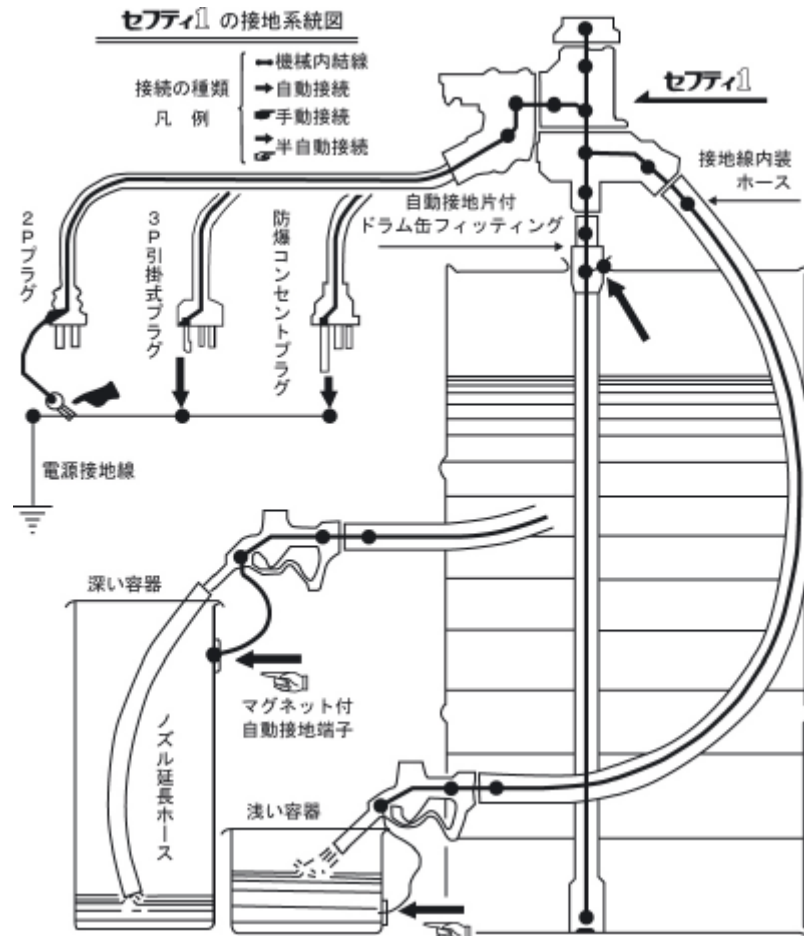 セフティ1 の接地系統図
接続の種類
凡 例
機械内結線
自動接続
手動接続
半自動接続
セフティ1
接地線内装
ホース
自動接地片付
ドラム缶フィッティング
2Pプラグ
3P引掛式プラグ
防爆コンセントプラグ
電源接地線
深い容器
マグネット付
自動接地端子
ノズル延長ホース
浅い容器